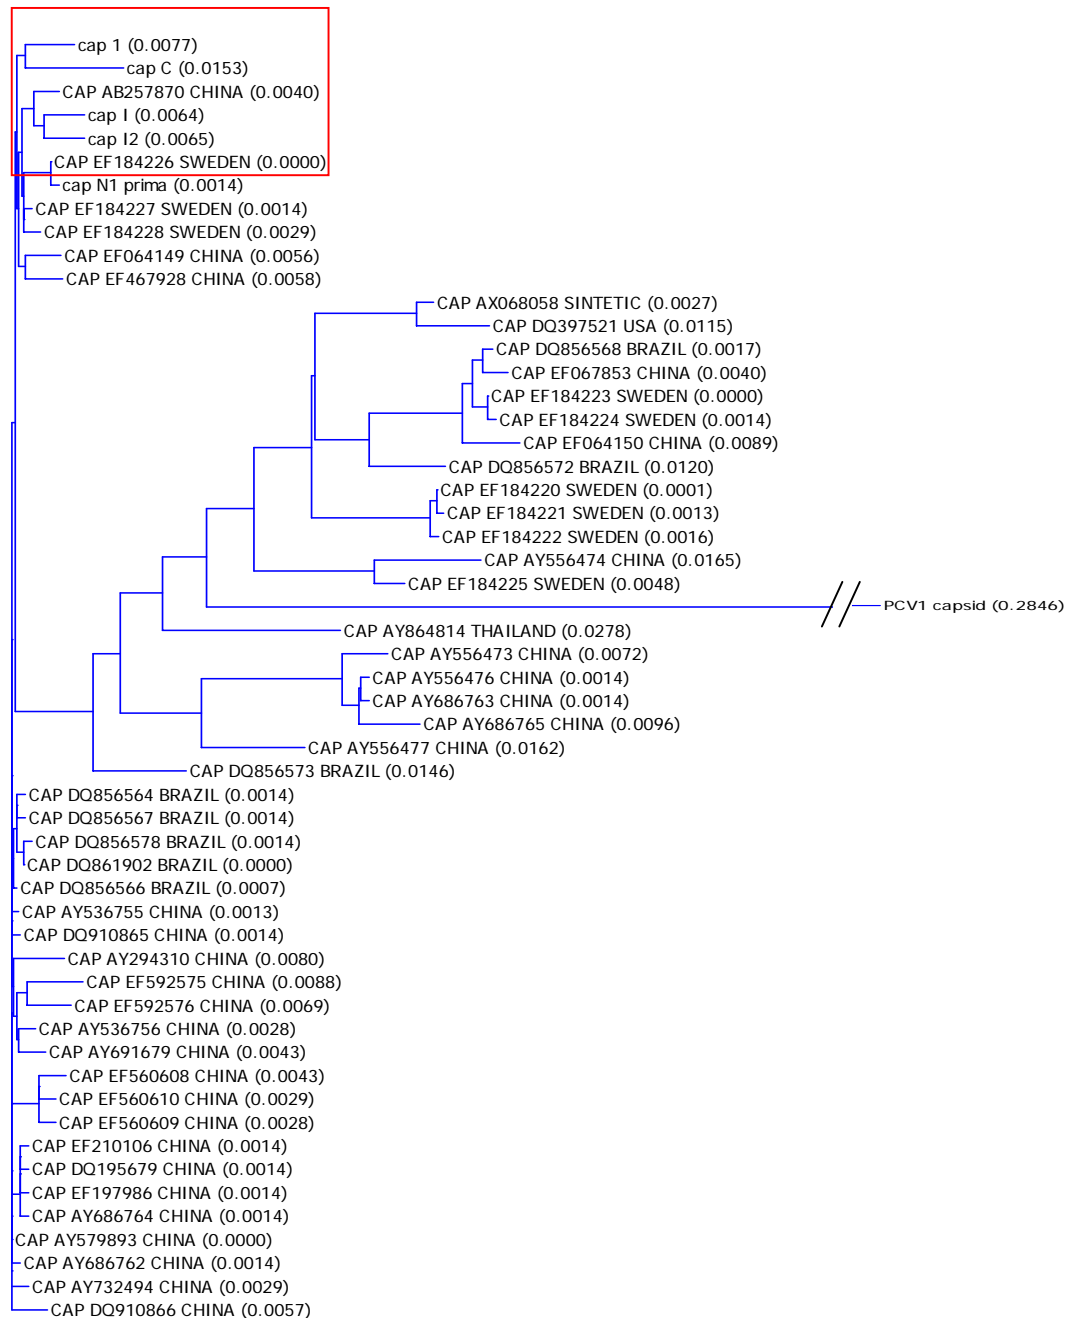 cap 1 (0.0077)
cap C (0.0153)
CAP AB257870 CHINA (0.0040)
cap I (0.0064)
cap I2 (0.0065)
CAP EF184226 SWEDEN (0.0000)
cap N1 prima (0.0014)
CAP EF184227 SWEDEN (0.0014)
CAP EF184228 SWEDEN (0.0029)
CAP EF064149 CHINA (0.0056)
CAP EF467928 CHINA (0.0058)
CAP AX068058 SINTETIC (0.0027)
CAP DQ397521 USA (0.0115)
CAP DQ856568 BRAZIL (0.0017)
CAP EF067853 CHINA (0.0040)
CAP EF184223 SWEDEN (0.0000)
CAP EF184224 SWEDEN (0.0014)
CAP EF064150 CHINA (0.0089)
CAP DQ856572 BRAZIL (0.0120)
CAP EF184220 SWEDEN (0.0001)
CAP EF184221 SWEDEN (0.0013)
CAP EF184222 SWEDEN (0.0016)
CAP AY556474 CHINA (0.0165)
CAP EF184225 SWEDEN (0.0048)
PCV1 capsid (0.2846)
CAP AY864814 THAILAND (0.0278)
CAP AY556473 CHINA (0.0072)
CAP AY556476 CHINA (0.0014)
CAP AY686763 CHINA (0.0014)
CAP AY686765 CHINA (0.0096)
CAP AY556477 CHINA (0.0162)
CAP DQ856573 BRAZIL (0.0146)
CAP DQ856564 BRAZIL (0.0014)
CAP DQ856567 BRAZIL (0.0014)
CAP DQ856578 BRAZIL (0.0014)
CAP DQ861902 BRAZIL (0.0000)
CAP DQ856566 BRAZIL (0.0007)
CAP AY536755 CHINA (0.0013)
CAP DQ910865 CHINA (0.0014)
CAP AY294310 CHINA (0.0080)
CAP EF592575 CHINA (0.0088)
CAP EF592576 CHINA (0.0069)
CAP AY536756 CHINA (0.0028)
CAP AY691679 CHINA (0.0043)
CAP EF560608 CHINA (0.0043)
CAP EF560610 CHINA (0.0029)
CAP EF560609 CHINA (0.0028)
CAP EF210106 CHINA (0.0014)
CAP DQ195679 CHINA (0.0014)
CAP EF197986 CHINA (0.0014)
CAP AY686764 CHINA (0.0014)
CAP AY579893 CHINA (0.0000)
CAP AY686762 CHINA (0.0014)
CAP AY732494 CHINA (0.0029)
CAP DQ910866 CHINA (0.0057)